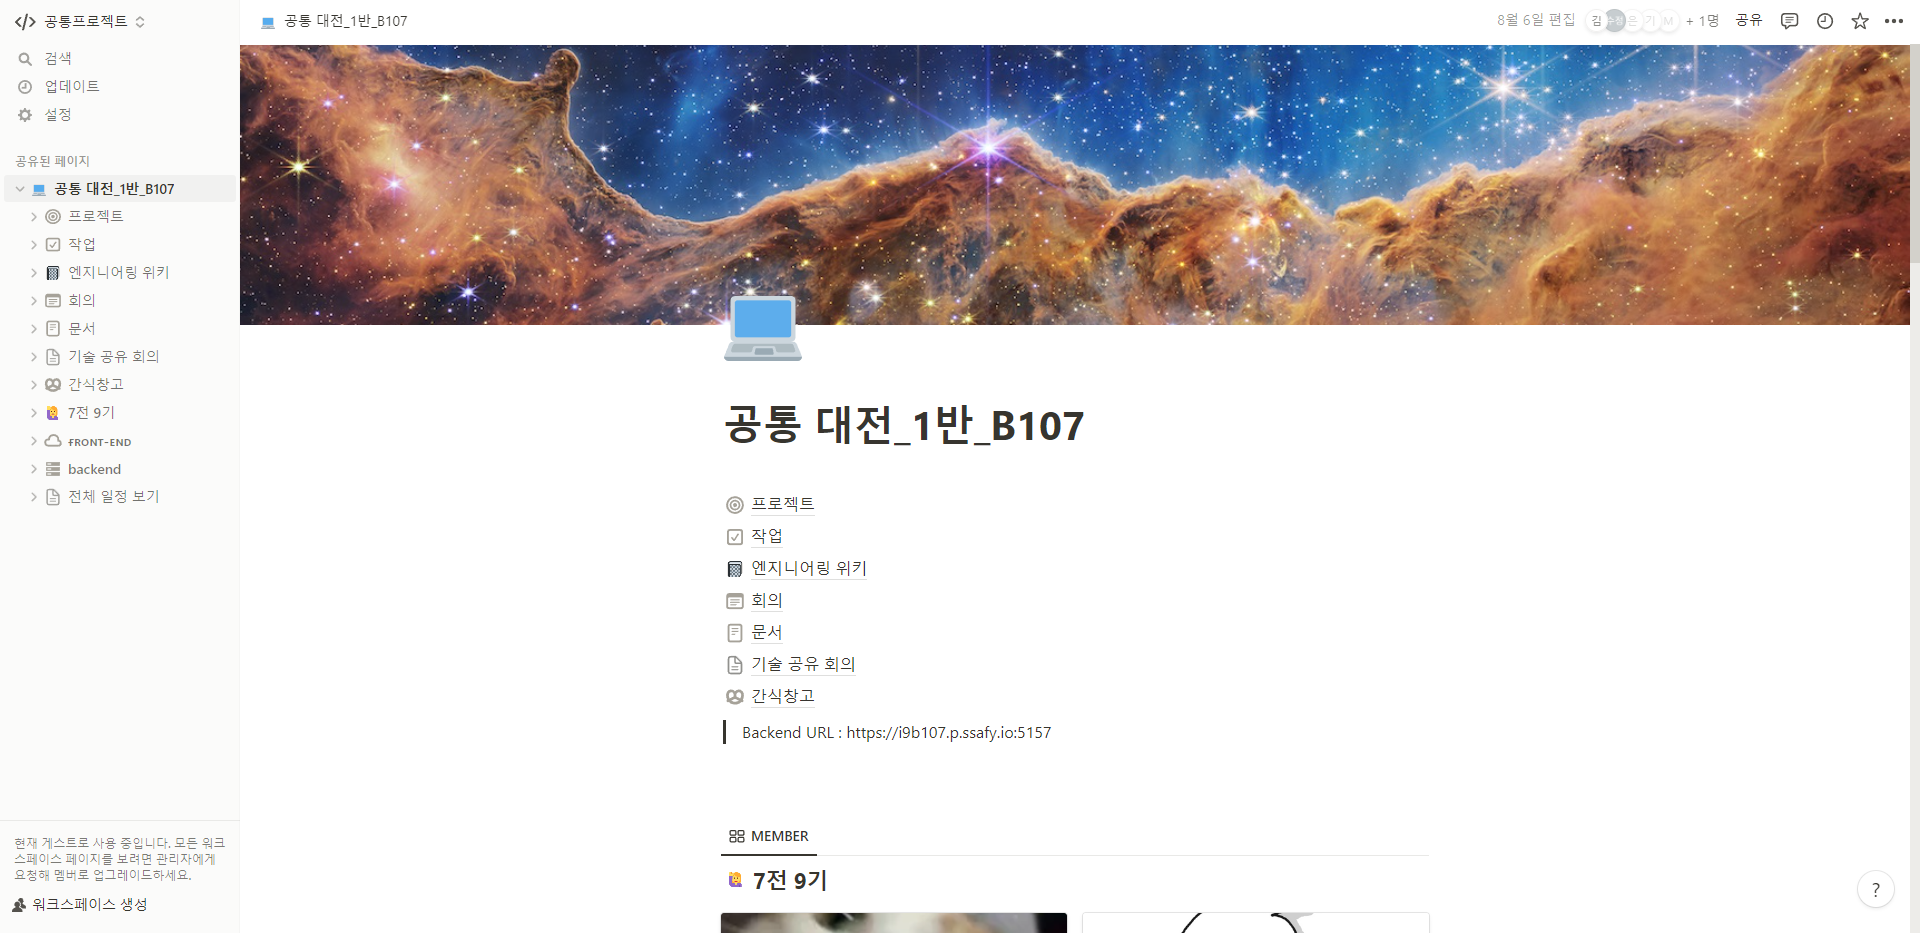 공통프로젝트
검색
업데이트
설정
공유된 페이지
공통 대전_1반_B107
프로젝트
작업
엔지니어링 위키
회의
문서
기술 공유 회의
간식창고
7전 9기
ꜰʀᴏɴᴛ-ᴇɴᴅ
backend
전체 일정 보기
현재 게스트로 사용 중입니다. 모든 워크
스페이스 페이지를 보려면 관리자에게
요청해 멤버로 업그레이드하세요.
워크스페이스 생성
공통 대전_1반_B107
8월 6일 편집 김 수정 은 기 M + 1명 공유
공통 대전_1반_B107
프로젝트
작업
엔지니어링 위키
회의
문서
기술 공유 회의
간식창고
Backend URL : https://i9b107.p.ssafy.io:5157
MEMBER
7전 9기
?